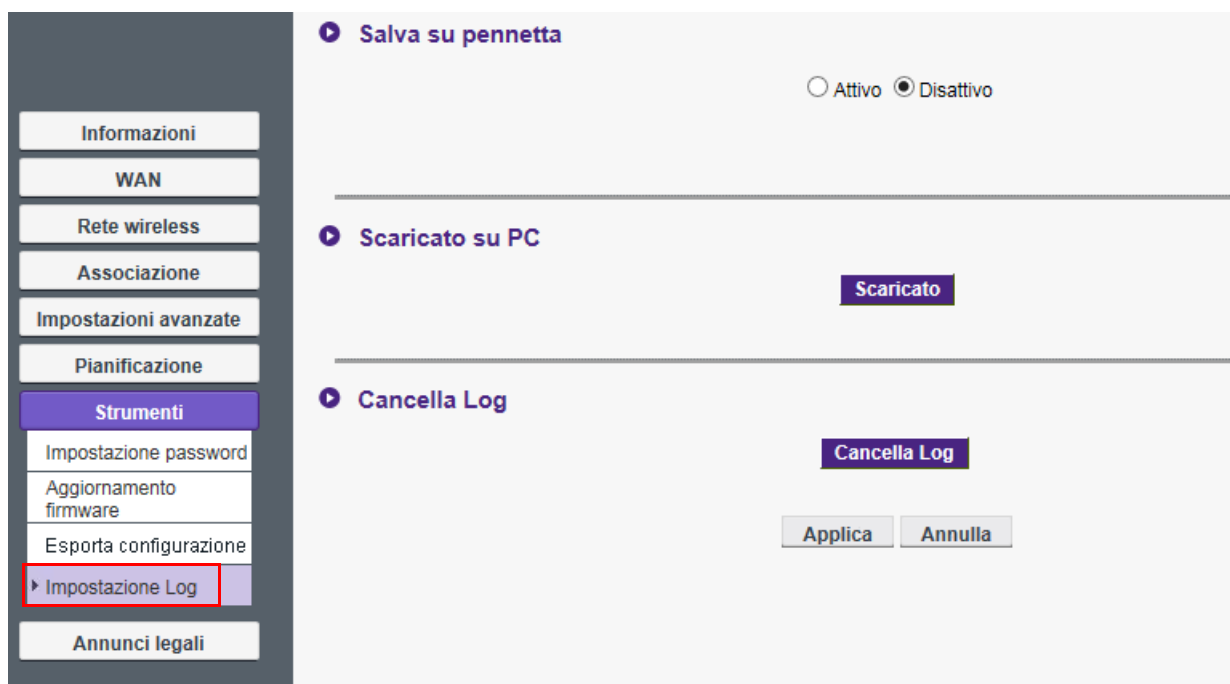 Informazioni
WAN
Rete wireless
Associazione
Impostazioni avanzate
Pianificazione
Strumenti
Impostazione password
Aggiornamento
firmware
Esporta configurazione
Impostazione Log
Annunci legali
Salva su pennetta
Attivo Disattivo
Scaricato su PC
Scaricato
Cancella Log
Cancella Log
Applica Annulla